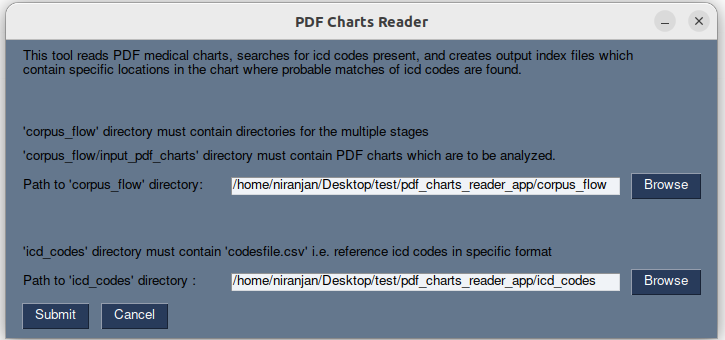 PDF Charts Reader
This tool reads PDF medical charts, searches for icd codes present, and creates output index files which
contain specific locations in the chart where probable matches of icd codes are found.
'corpus_flow' directory must contain directories for the multiple stages
'corpus_flow/input_pdf_charts' directory must contain PDF charts which are to be analyzed.
Path to 'corpus_flow' directory: /home/niranjan/Desktop/test/pdf_charts_reader_app/corpus_flow Browse
'icd_codes' directory must contain 'codesfile.csv' i.e. reference icd codes in specific format
Path to 'icd_codes' directory : /home/niranjan/Desktop/test/pdf_charts_reader_app/icd_codes Browse
Submit Cancel